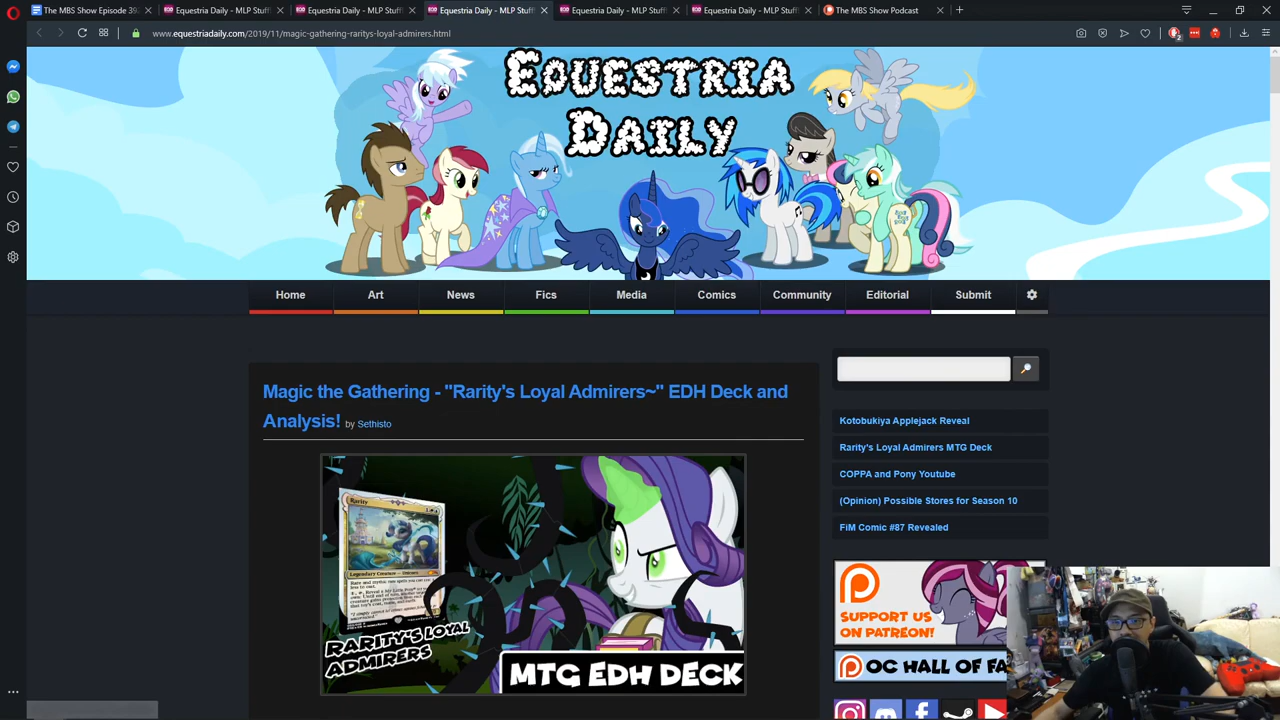 The MBS Show Episode 39
Equestria Daily - MLP Stuff
Equestria Daily - MLP Stuff
Equestria Daily - MLP Stuff
Equestria Daily - MLP Stuff
Equestria Daily - MLP Stuff
The MBS Show Podcast
www.equestriadaily.com/2019/11/magic-gathering-raritys-loyal-admirers.html
2
EQUESTRIA
DAILY
Home Art News Fics Media Comics Community Editorial Submit
Magic the Gathering - "Rarity's Loyal Admirers~" EDH Deck and
Analysis! by Sethisto
Rarity
Legendary Creature
RARITY'S LOYAL
ADMIRERS
MTG EDH DECK
Kotobukiya Applejack Reveal
Rarity's Loyal Admirers MTG Deck
COPPA and Pony Youtube
(Opinion) Possible Stores for Season 10
FiM Comic #87 Revealed
SUPPORT US
ON PATREON!
OC HALL OF FA